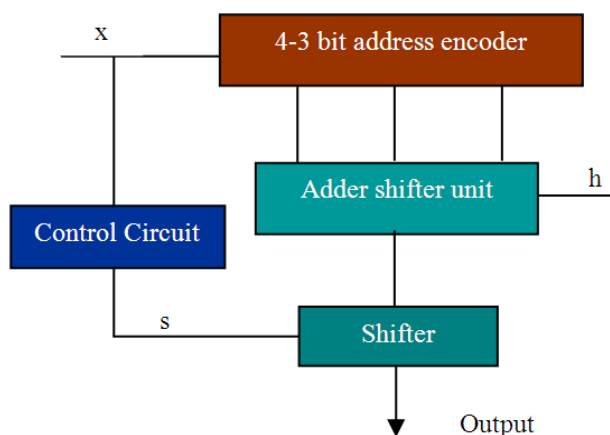 x
4-3 bit address encoder
Adder shifter unit
h
Control Circuit
s
Shifter
Output